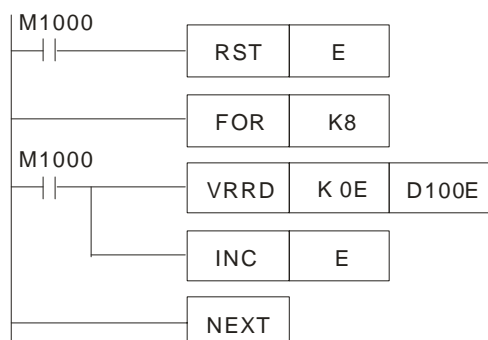 M1000
RST E
FOR K8
M1000
VRRD K 0E D100E
INC E
NEXT